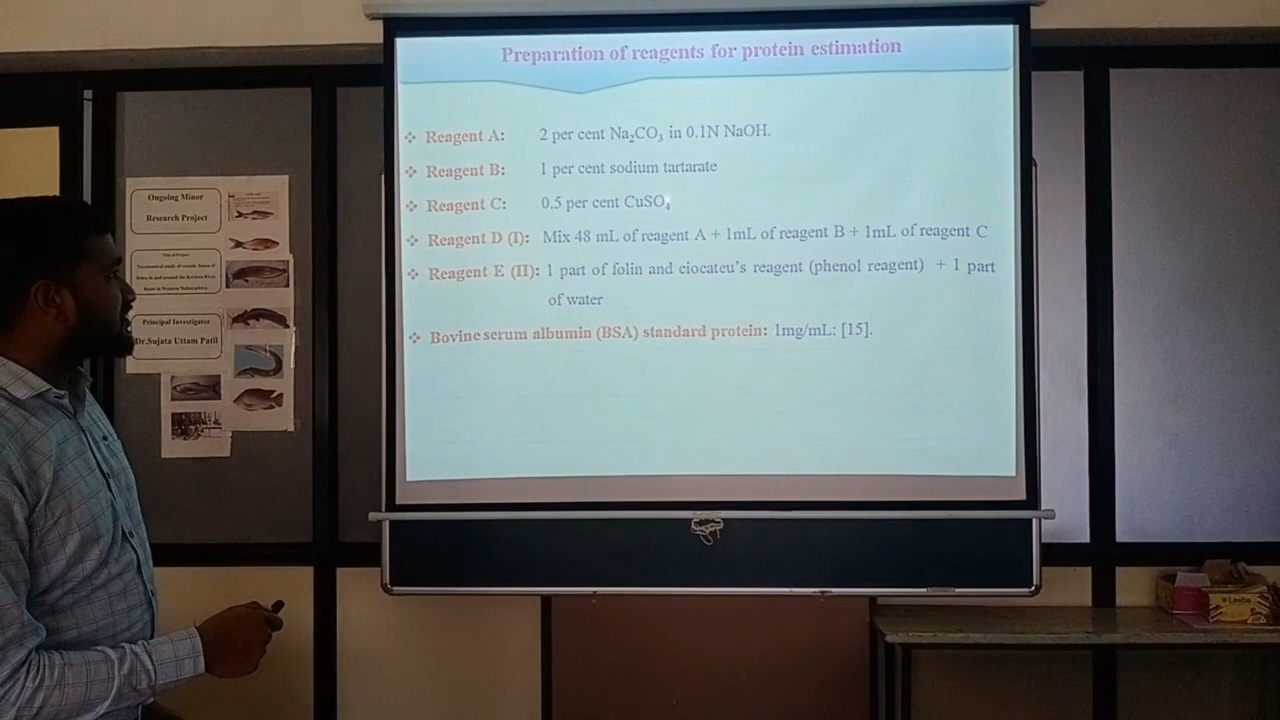 Preparation of reagents for protein estimation
❖ Reagent A: 2 per cent Na₂CO₃ in 0.1N NaOH.
❖ Reagent B: 1 per cent sodium tartarate
❖ Reagent C: 0.5 per cent CuSO₄
❖ Reagent D (I): Mix 48 mL of reagent A + 1mL of reagent B + 1mL of reagent C
❖ Reagent E (II): 1 part of folin and ciocateu's reagent (phenol reagent) + 1 part
of water
❖ Bovine serum albumin (BSA) standard protein: 1mg/mL: [15].
Ongoing Minor
Research Project
Title of Project
Principal Investigator
Dr.Sujata Uttam Patil